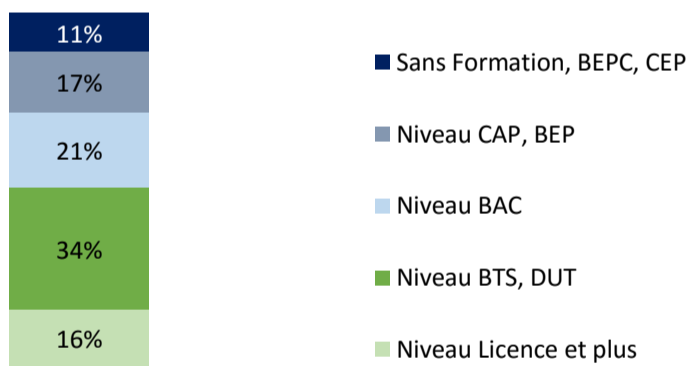 11%
17%
21%
34%
16%
Sans Formation, BEPC, CEP
Niveau CAP, BEP
Niveau BAC
Niveau BTS, DUT
Niveau Licence et plus